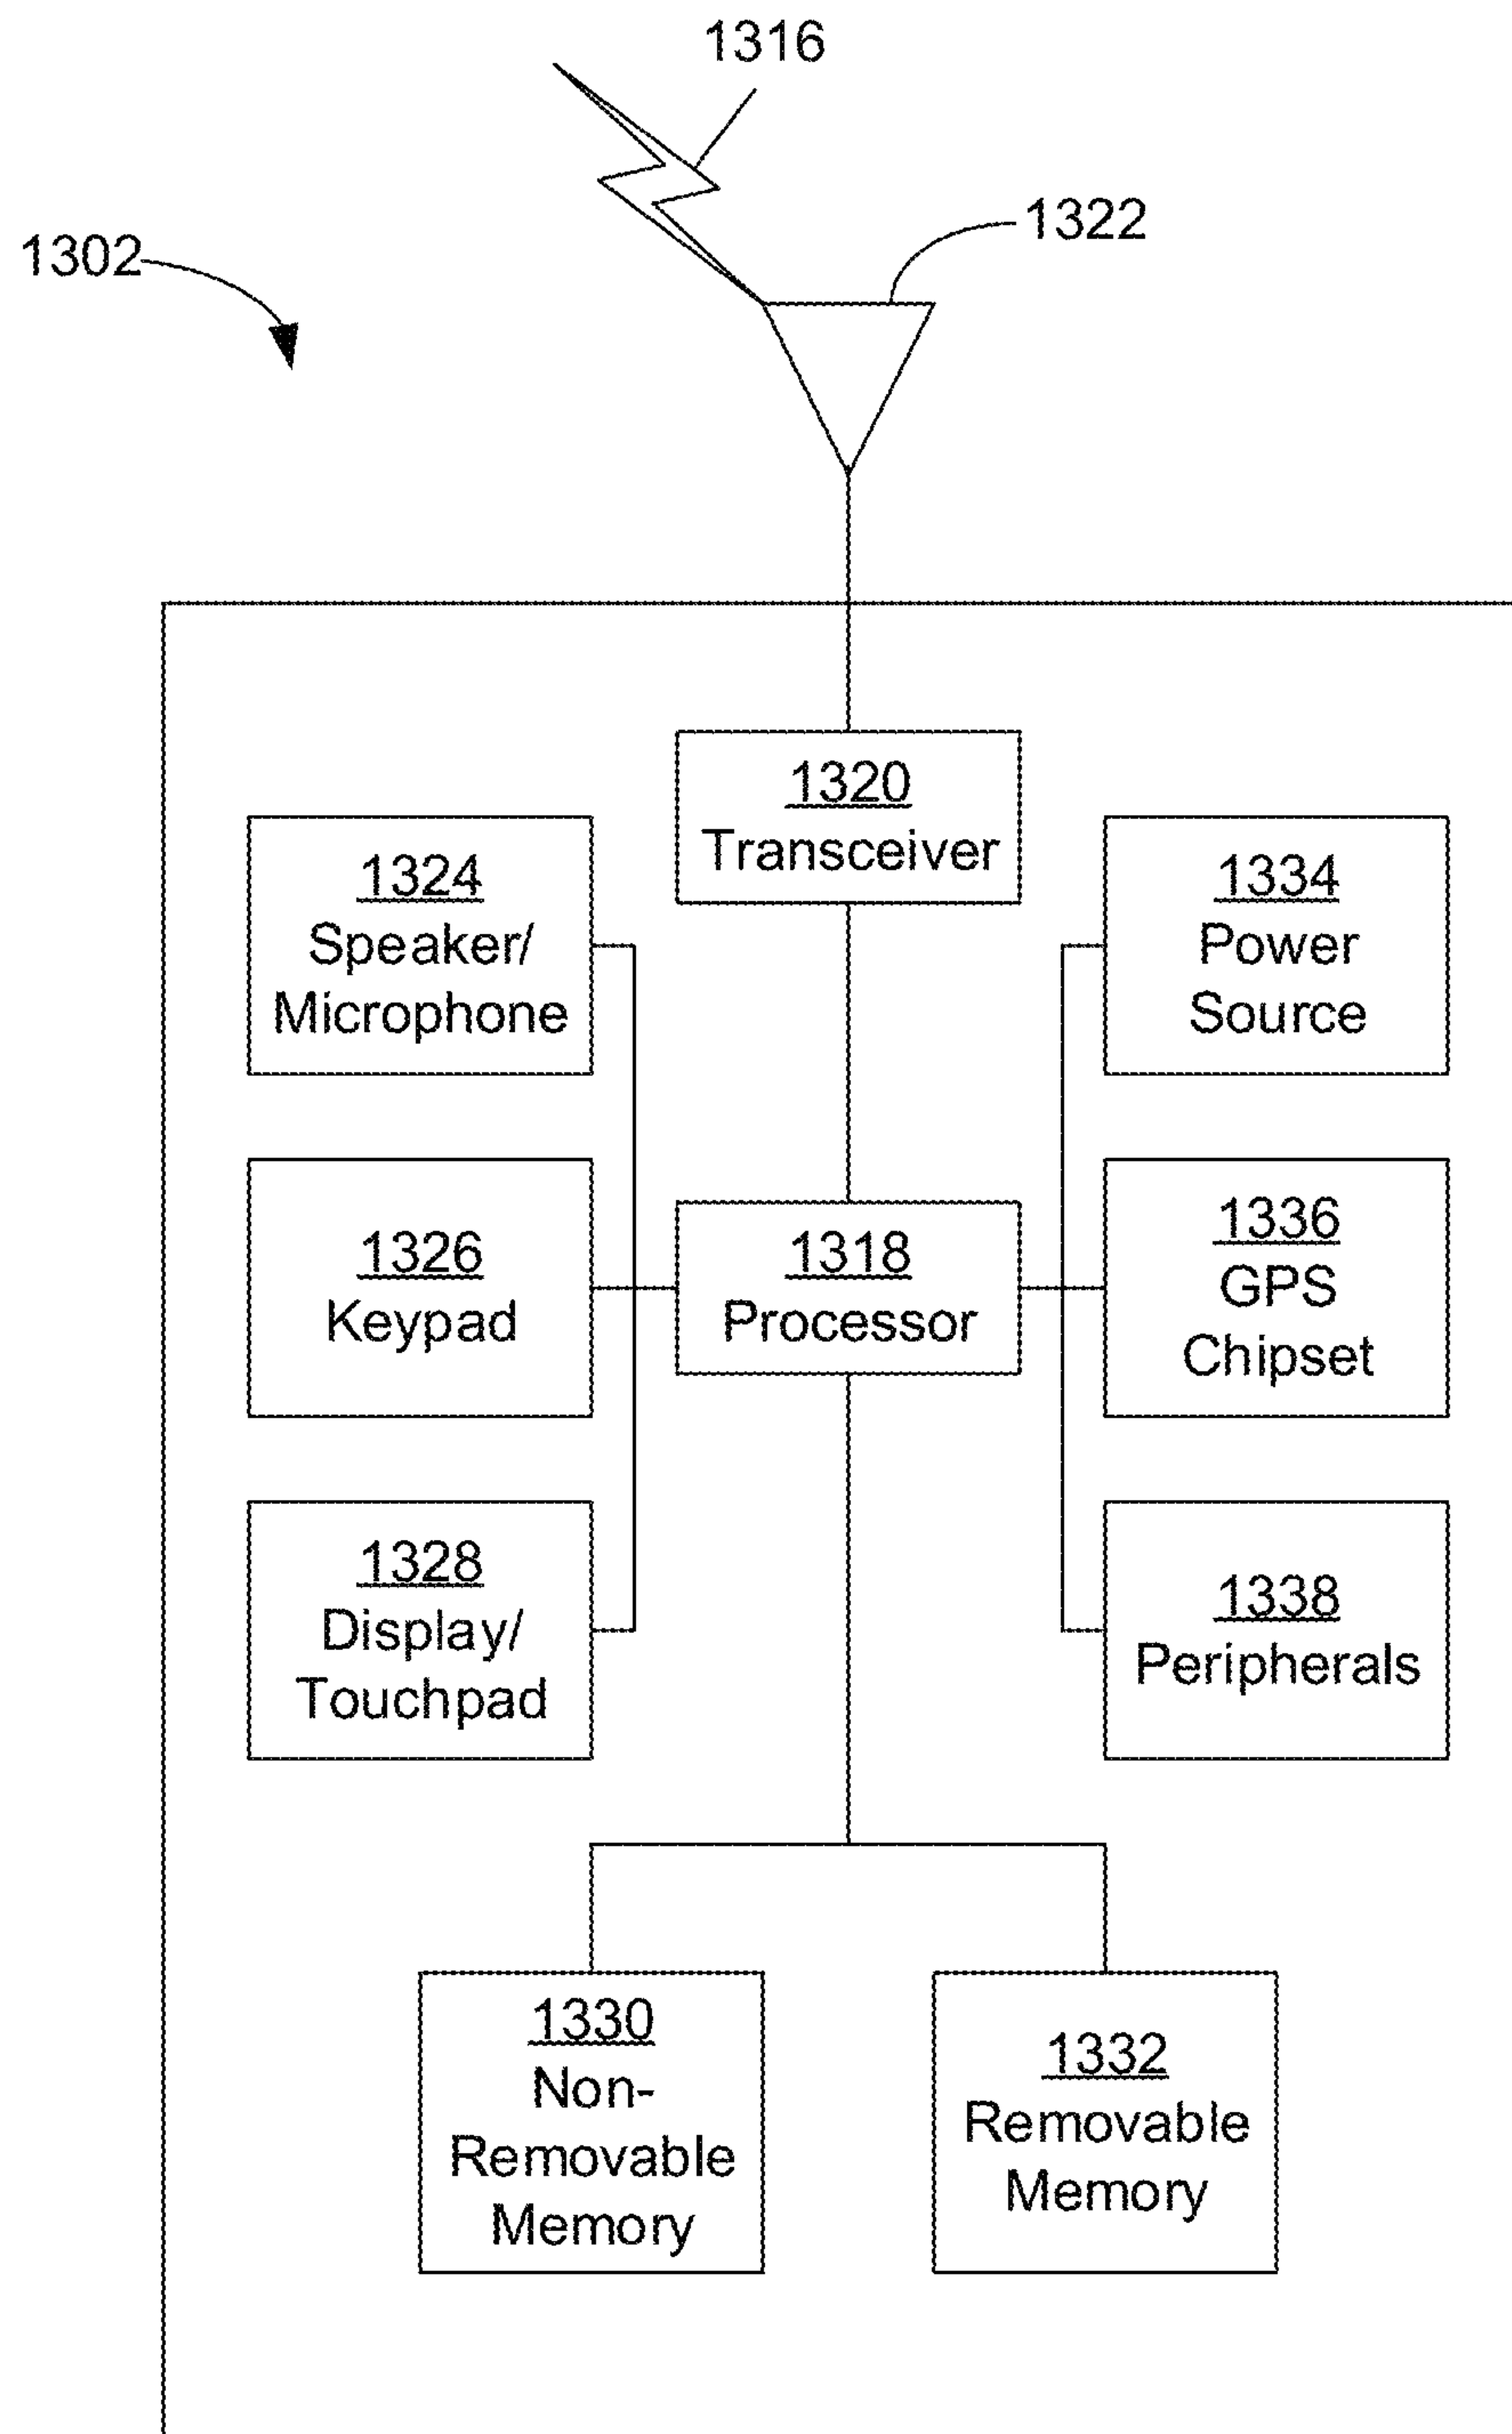 1316
1322
1302
1320
Transceiver
1324
Speaker/
Microphone
1334
Power
Source
1326
Keypad
1318
Processor
1336
GPS
Chipset
1328
Display/
Touchpad
1338
Peripherals
1330
Non-
Removable
Memory
1332
Removable
Memory